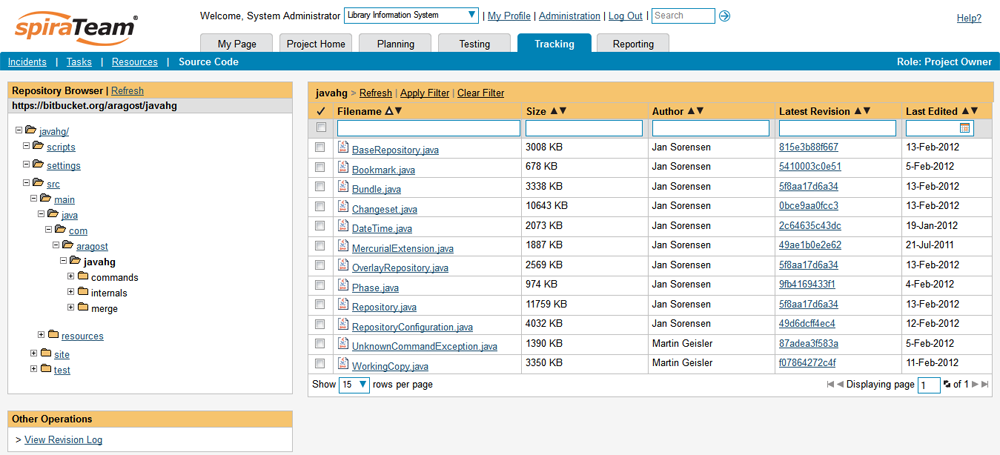 spiraTeam®
Welcome, System Administrator Library Information System | My Profile | Administration | Log Out | Search
Help?
My Page Project Home Planning Testing Tracking Reporting
Incidents | Tasks | Resources | Source Code Role: Project Owner
Repository Browser | Refresh
https://bitbucket.org/aragost/javahg
javahg/
scripts
settings
src
main
java
com
aragost
javahg
commands
internals
merge
resources
site
test
Other Operations
> View Revision Log
javahg > Refresh | Apply Filter | Clear Filter
✓ Filename Size Author Latest Revision Last Edited
BaseRepository.java 3008 KB Jan Sorensen 815e3b88f667 13-Feb-2012
Bookmark.java 678 KB Jan Sorensen 5410003c0e51 5-Feb-2012
Bundle.java 3338 KB Jan Sorensen 5f8aa17d6a34 13-Feb-2012
Changeset.java 10643 KB Jan Sorensen 0bce9aa0fcc3 13-Feb-2012
DateTime.java 2073 KB Jan Sorensen 2c64635c43dc 19-Jan-2012
MercurialExtension.java 1887 KB Jan Sorensen 49ae1b0e2e62 21-Jul-2011
OverlayRepository.java 2569 KB Jan Sorensen 5f8aa17d6a34 13-Feb-2012
Phase.java 974 KB Jan Sorensen 9fb4169433f1 4-Feb-2012
Repository.java 11759 KB Jan Sorensen 5f8aa17d6a34 13-Feb-2012
RepositoryConfiguration.java 4032 KB Jan Sorensen 49d6dcff4ec4 12-Feb-2012
UnknownCommandException.java 1390 KB Martin Geisler 87adea3f583a 5-Feb-2012
WorkingCopy.java 3350 KB Martin Geisler f07864272c4f 11-Feb-2012
Show 15 rows per page Displaying page 1 of 1